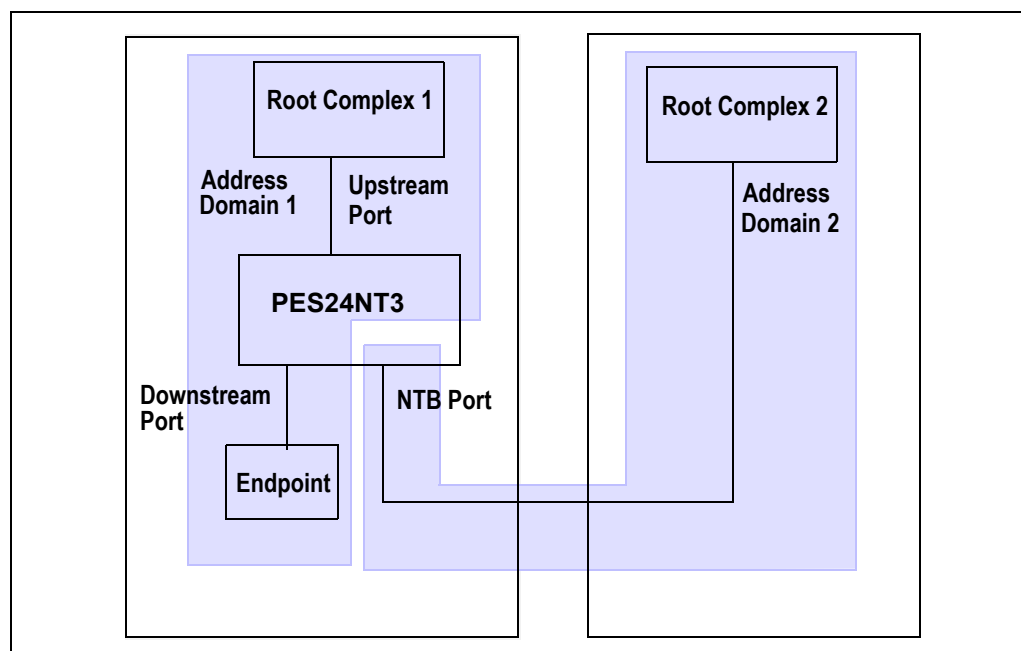 Root Complex 1
Root Complex 2
Address
Domain 1
Upstream
Port
Address
Domain 2
PES24NT3
Downstream
Port
NTB Port
Endpoint